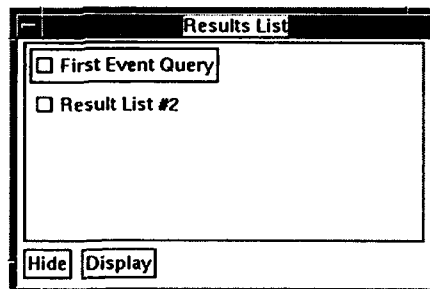 Results List
First Event Query
Result List #2
Hide Display